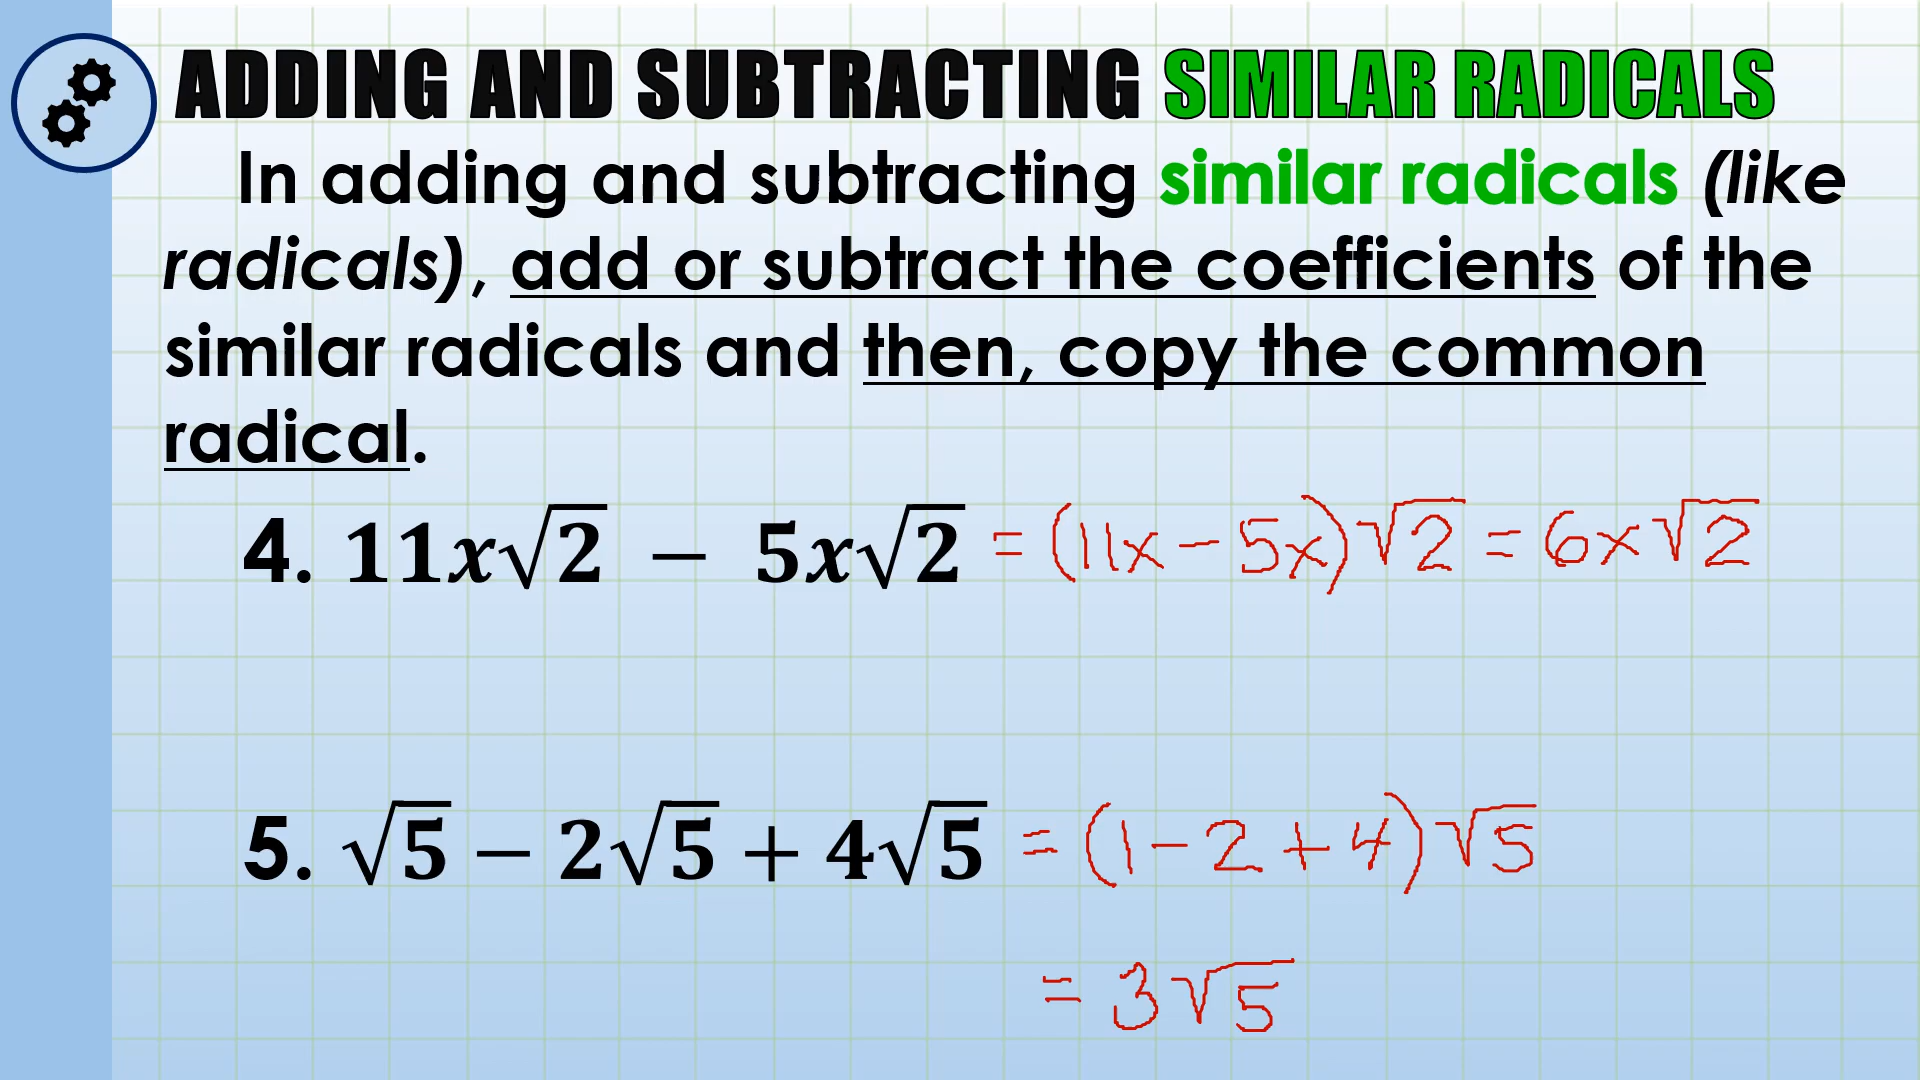 ADDING AND SUBTRACTING SIMILAR RADICALS
In adding and subtracting similar radicals (like
radicals), add or subtract the coefficients of the
similar radicals and then, copy the common
radical.
4. 11x√2 − 5x√2 = (11x − 5x)√2 = 6x√2
5. √5 − 2√5 + 4√5 = (1 − 2 + 4)√5
= 3√5